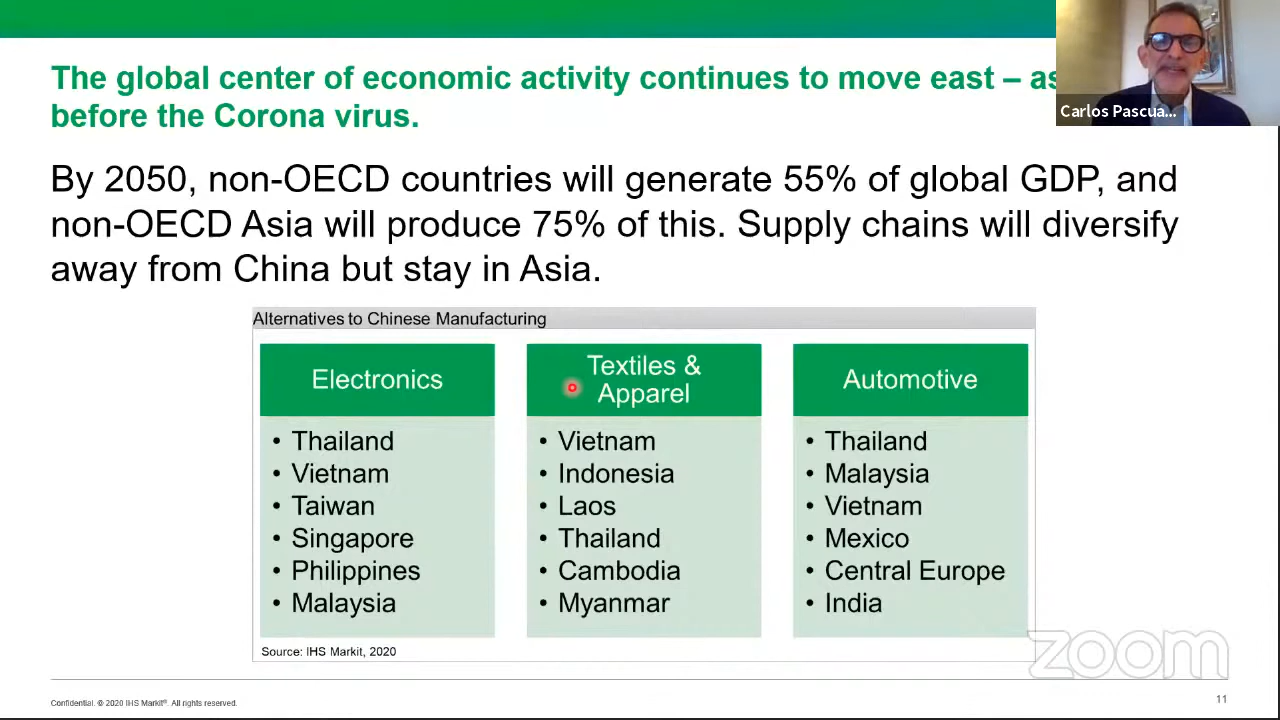 The global center of economic activity continues to move east – as
before the Corona virus.
Carlos Pascua...
By 2050, non-OECD countries will generate 55% of global GDP, and
non-OECD Asia will produce 75% of this. Supply chains will diversify
away from China but stay in Asia.
Alternatives to Chinese Manufacturing
Electronics
• Thailand
• Vietnam
• Taiwan
• Singapore
• Philippines
• Malaysia
Textiles &
Apparel
• Vietnam
• Indonesia
• Laos
• Thailand
• Cambodia
• Myanmar
Automotive
• Thailand
• Malaysia
• Vietnam
• Mexico
• Central Europe
• India
Source: IHS Markit, 2020
zoom
Confidential. © 2020 IHS Markit®. All rights reserved.
11